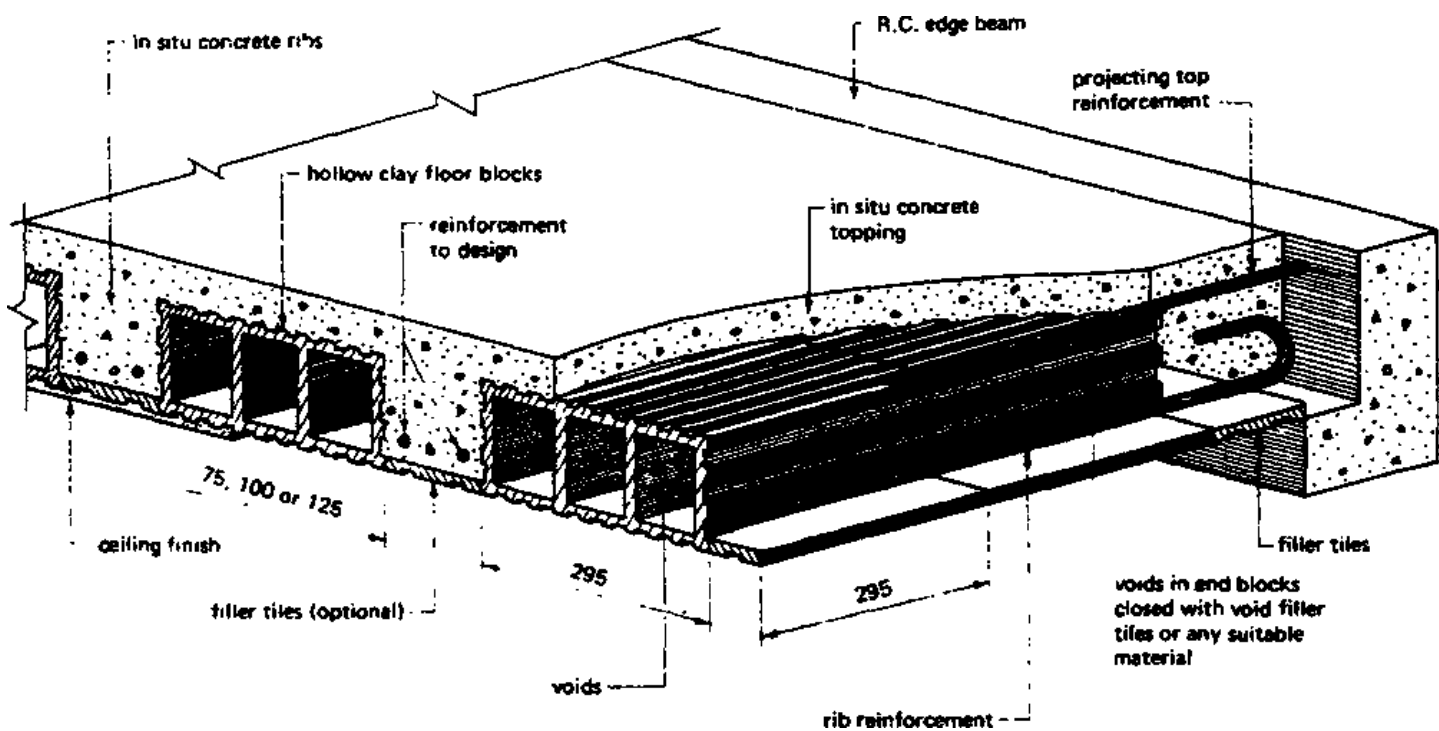 in situ concrete ribs
R.C. edge beam
projecting top
reinforcement
hollow clay floor blocks
reinforcement
to design
in situ concrete
topping
75, 100 or 125
ceiling finish
295
295
filler tiles
filler tiles (optional)
voids in end blocks
closed with void filler
tiles or any suitable
material
voids
rib reinforcement